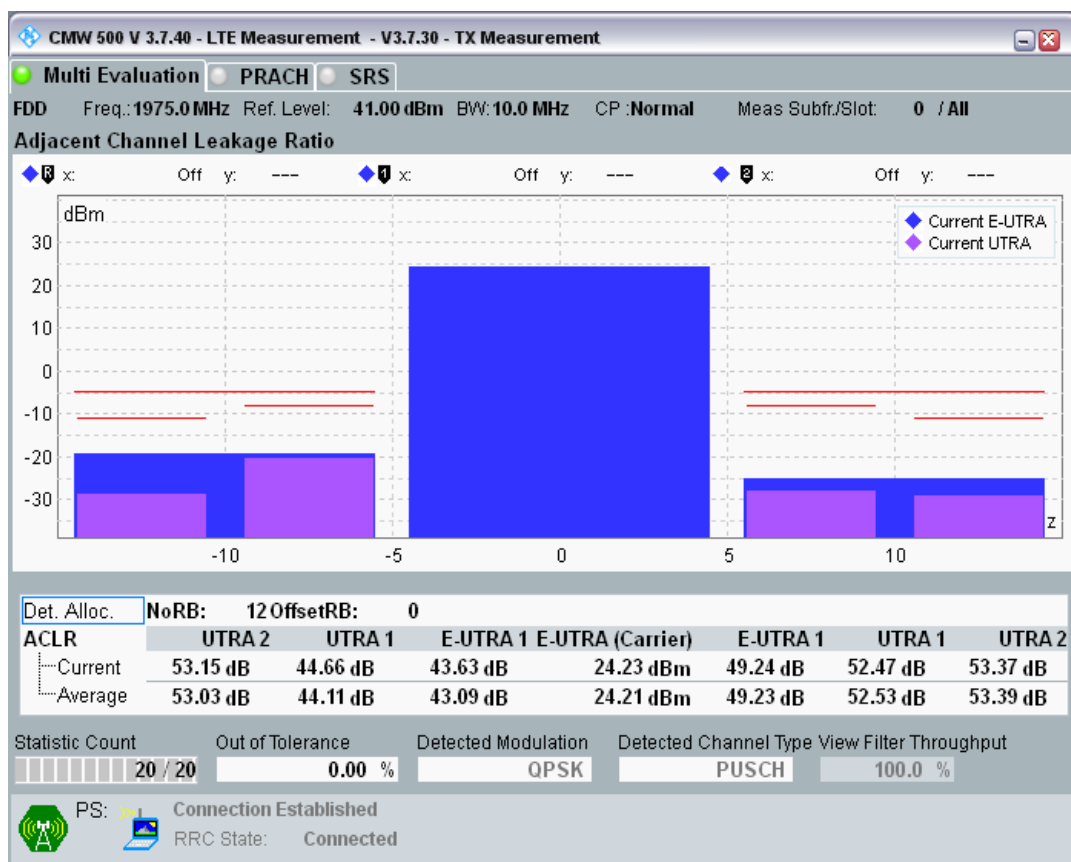 CMW 500 V 3.7.40 - LTE Measurement - V3.7.30 - TX Measurement
Multi Evaluation PRACH SRS
FDD Freq.: 1975.0 MHz Ref. Level: 41.00 dBm BW: 10.0 MHz CP :Normal Meas Subfr./Slot: 0 / All
Adjacent Channel Leakage Ratio
R x: Off y: --- 1 x: Off y: --- 2 x: Off y: ---
dBm
Current E-UTRA
Current UTRA
30
20
10
0
-10
-20
-30
z
-10 -5 0 5 10
Det. Alloc. NoRB: 12 OffsetRB: 0
ACLR UTRA 2 UTRA 1 E-UTRA 1 E-UTRA (Carrier) E-UTRA 1 UTRA 1 UTRA 2
Current 53.15 dB 44.66 dB 43.63 dB 24.23 dBm 49.24 dB 52.47 dB 53.37 dB
Average 53.03 dB 44.11 dB 43.09 dB 24.21 dBm 49.23 dB 52.53 dB 53.39 dB
Statistic Count Out of Tolerance Detected Modulation Detected Channel Type View Filter Throughput
20 / 20 0.00 % QPSK PUSCH 100.0 %
PS: Connection Established
RRC State: Connected